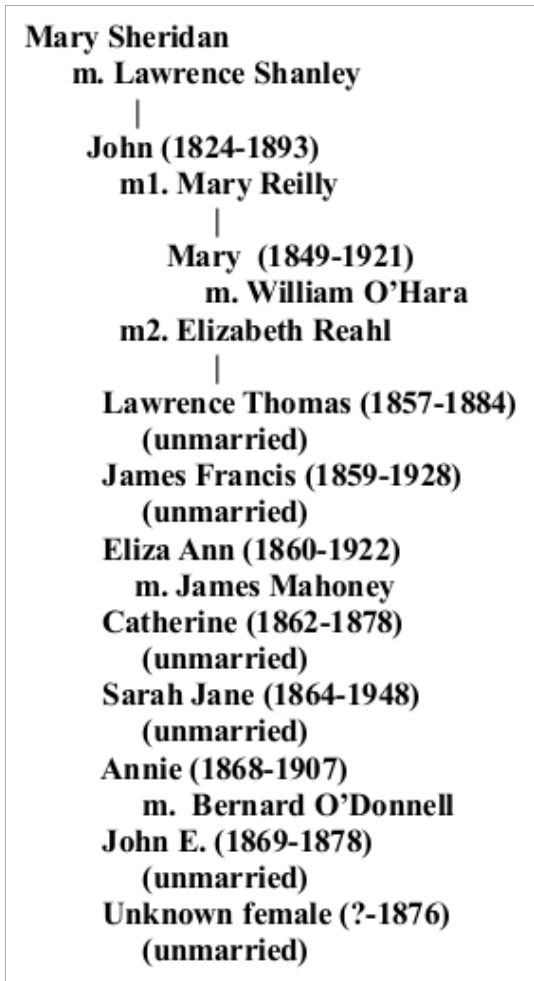 Mary Sheridan
m. Lawrence Shanley
|
John (1824-1893)
m1. Mary Reilly
|
Mary (1849-1921)
m. William O’Hara
m2. Elizabeth Reahl
|
Lawrence Thomas (1857-1884)
(unmarried)
James Francis (1859-1928)
(unmarried)
Eliza Ann (1860-1922)
m. James Mahoney
Catherine (1862-1878)
(unmarried)
Sarah Jane (1864-1948)
(unmarried)
Annie (1868-1907)
m. Bernard O’Donnell
John E. (1869-1878)
(unmarried)
Unknown female (?-1876)
(unmarried)